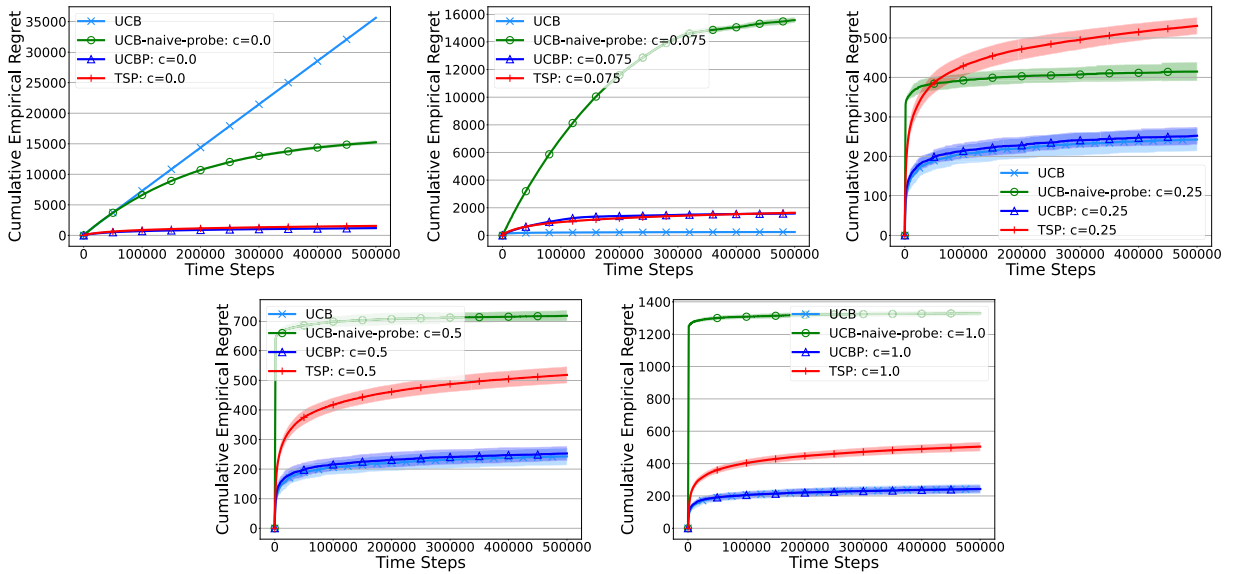 Cumulative Empirical Regret
35000
30000
25000
20000
15000
10000
5000
0
UCB
UCB-naive-probe: c=0.0
UCBP: c=0.0
TSP: c=0.0
0 100000 200000 300000 400000 500000
Time Steps
Cumulative Empirical Regret
16000
14000
12000
10000
8000
6000
4000
2000
0
UCB
UCB-naive-probe: c=0.075
UCBP: c=0.075
TSP: c=0.075
0 100000 200000 300000 400000 500000
Time Steps
Cumulative Empirical Regret
500
400
300
200
100
0
UCB
UCB-naive-probe: c=0.25
UCBP: c=0.25
TSP: c=0.25
0 100000 200000 300000 400000 500000
Time Steps
Cumulative Empirical Regret
700
600
500
400
300
200
100
0
UCB
UCB-naive-probe: c=0.5
UCBP: c=0.5
TSP: c=0.5
0 100000 200000 300000 400000 500000
Time Steps
Cumulative Empirical Regret
1400
1200
1000
800
600
400
200
0
UCB
UCB-naive-probe: c=1.0
UCBP: c=1.0
TSP: c=1.0
0 100000 200000 300000 400000 500000
Time Steps